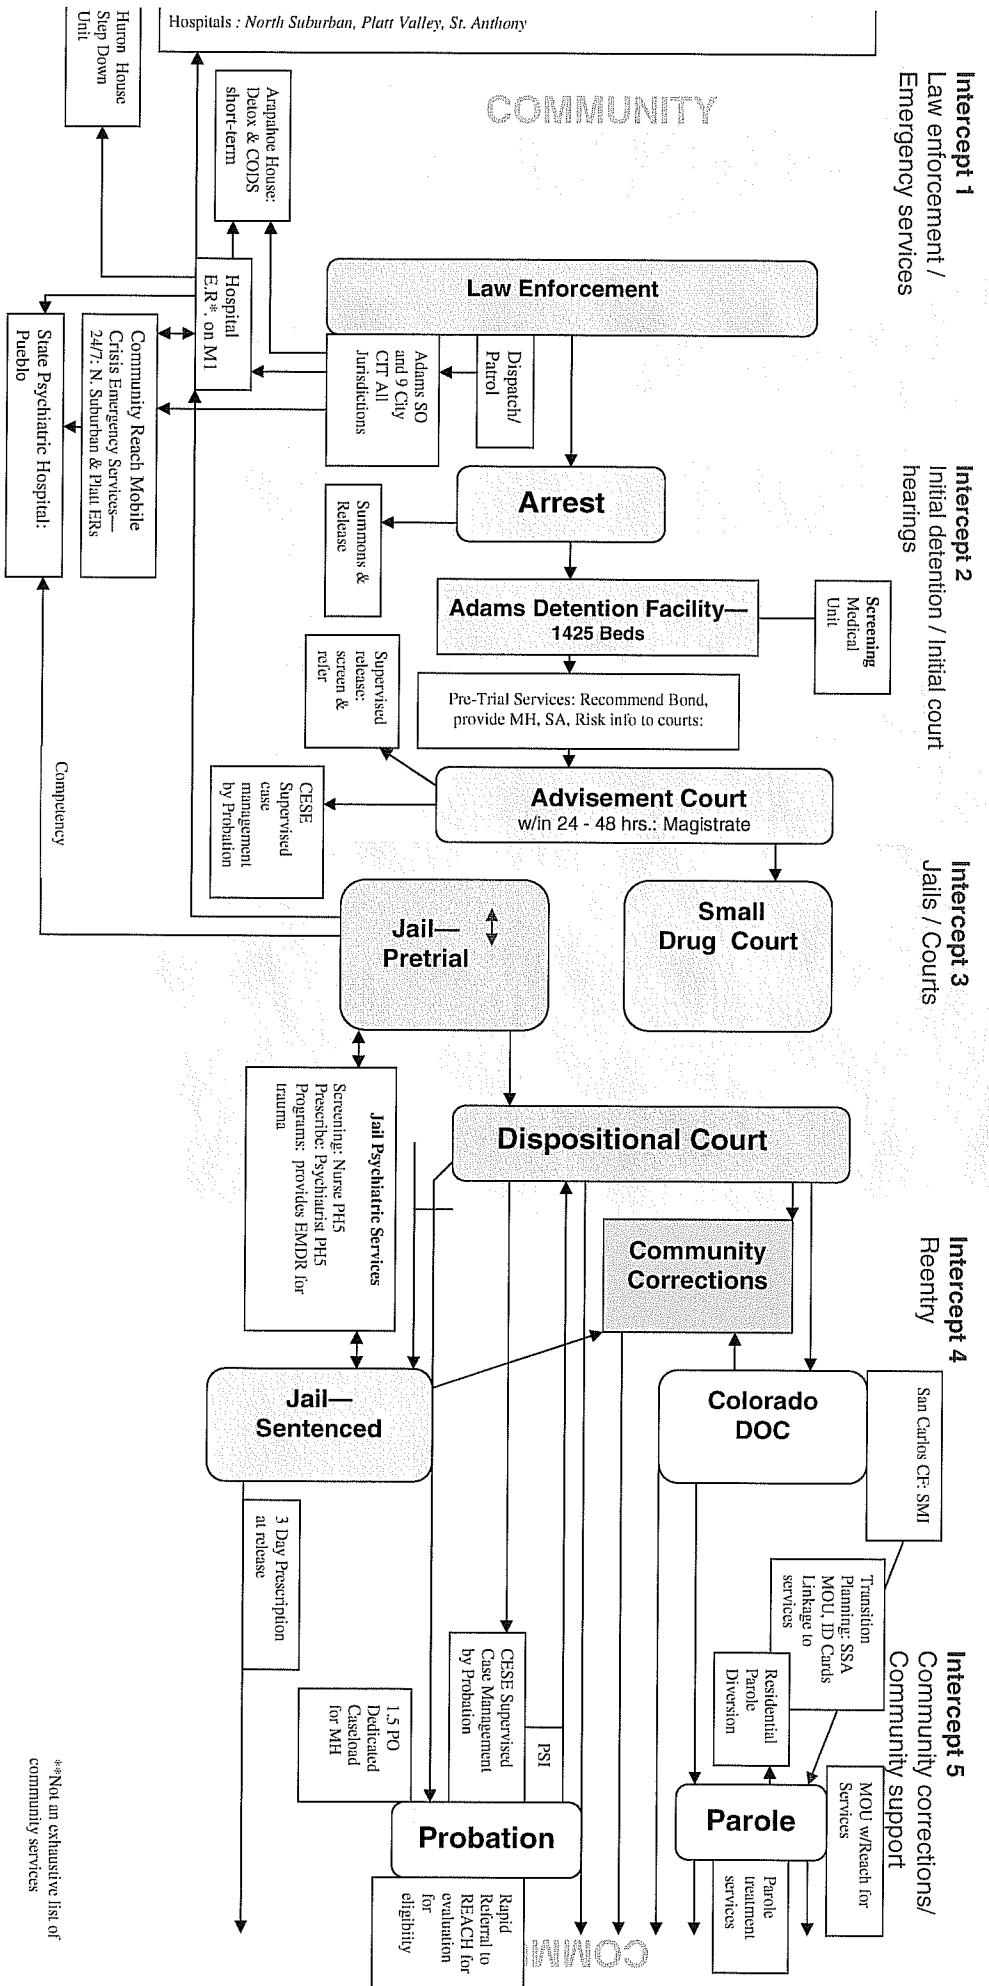 Intercept 1
Law enforcement /
Emergency services
Intercept 2
Initial detention / Initial court
hearings
Intercept 3
Jails / Courts
Intercept 4
Reentry
Intercept 5
Community corrections/
Community support
COMMUNITY
Hospitals : North Suburban, Platt Valley, St. Anthony
Huron House
Step Down
Unit
Arapahoe House:
Detox & CODS
short-term
Hospital
E.R*. on M1
Law Enforcement
Dispatch/
Patrol
Adams SO
and 9 City
CIT All
Jurisdictions
Community Reach Mobile
Crisis Emergency Services—
24/7: N. Suburban & Platt ERs
State Psychiatric Hospital:
Pueblo
Arrest
Summons &
Release
Adams Detention Facility—
1425 Beds
Screening
Medical
Unit
Pre-Trial Services: Recommend Bond,
provide MH, SA, Risk info to courts:
Supervised
release:
screen &
refer
Advisement Court
w/in 24 - 48 hrs.: Magistrate
CESE
Supervised
case
management
by Probation
Competency
Small
Drug Court
Jail—
Pretrial
Jail Psychiatric Services
Screening: Nurse PH5
Prescribe: Psychiatrist PH5
Programs: provides EMDR for
trauma
Dispositional Court
Community
Corrections
Colorado
DOC
San Carlos CF: SMI
Jail—
Sentenced
3 Day Prescription
at release
Transition
Planning: SSA
MOU, ID Cards
Linkage to
services
Residential
Parole
Diversion
MOU w/Reach for
Services
Parole
Parole
treatment
services
CESE Supervised
Case Management
by Probation
PSI
1.5 PO
Dedicated
Caseload
for MH
Probation
Rapid
Referral to
REACH for
evaluation
for
eligibiity
COMM
**Not an exhaustive list of
community services